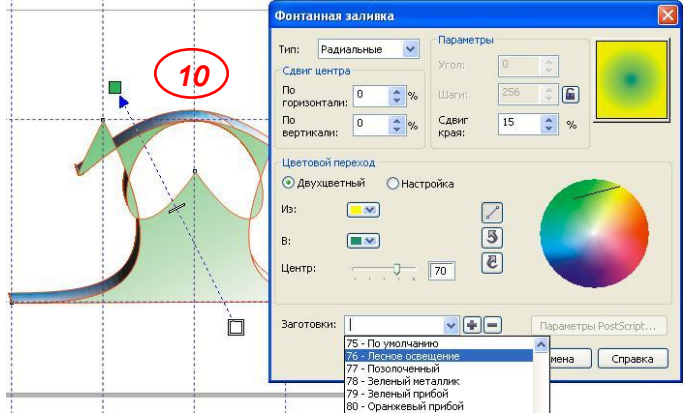 10
Фонтанная заливка
Тип: Радиальные
Сдвиг центра
По горизонтали: 0 %
По вертикали: 0 %
Параметры
Угол: 0
Шаги: 256
Сдвиг края: 15 %
Цветовой переход
Двухцветный Настройка
Из:
В:
Центр: 70
Заготовки:
Параметры PostScript...
мена Справка
75 - По умолчанию
76 - Лесное освещение
77 - Позолоченный
78 - Зеленый металлик
79 - Зеленый прибой
80 - Оранжевый прибой